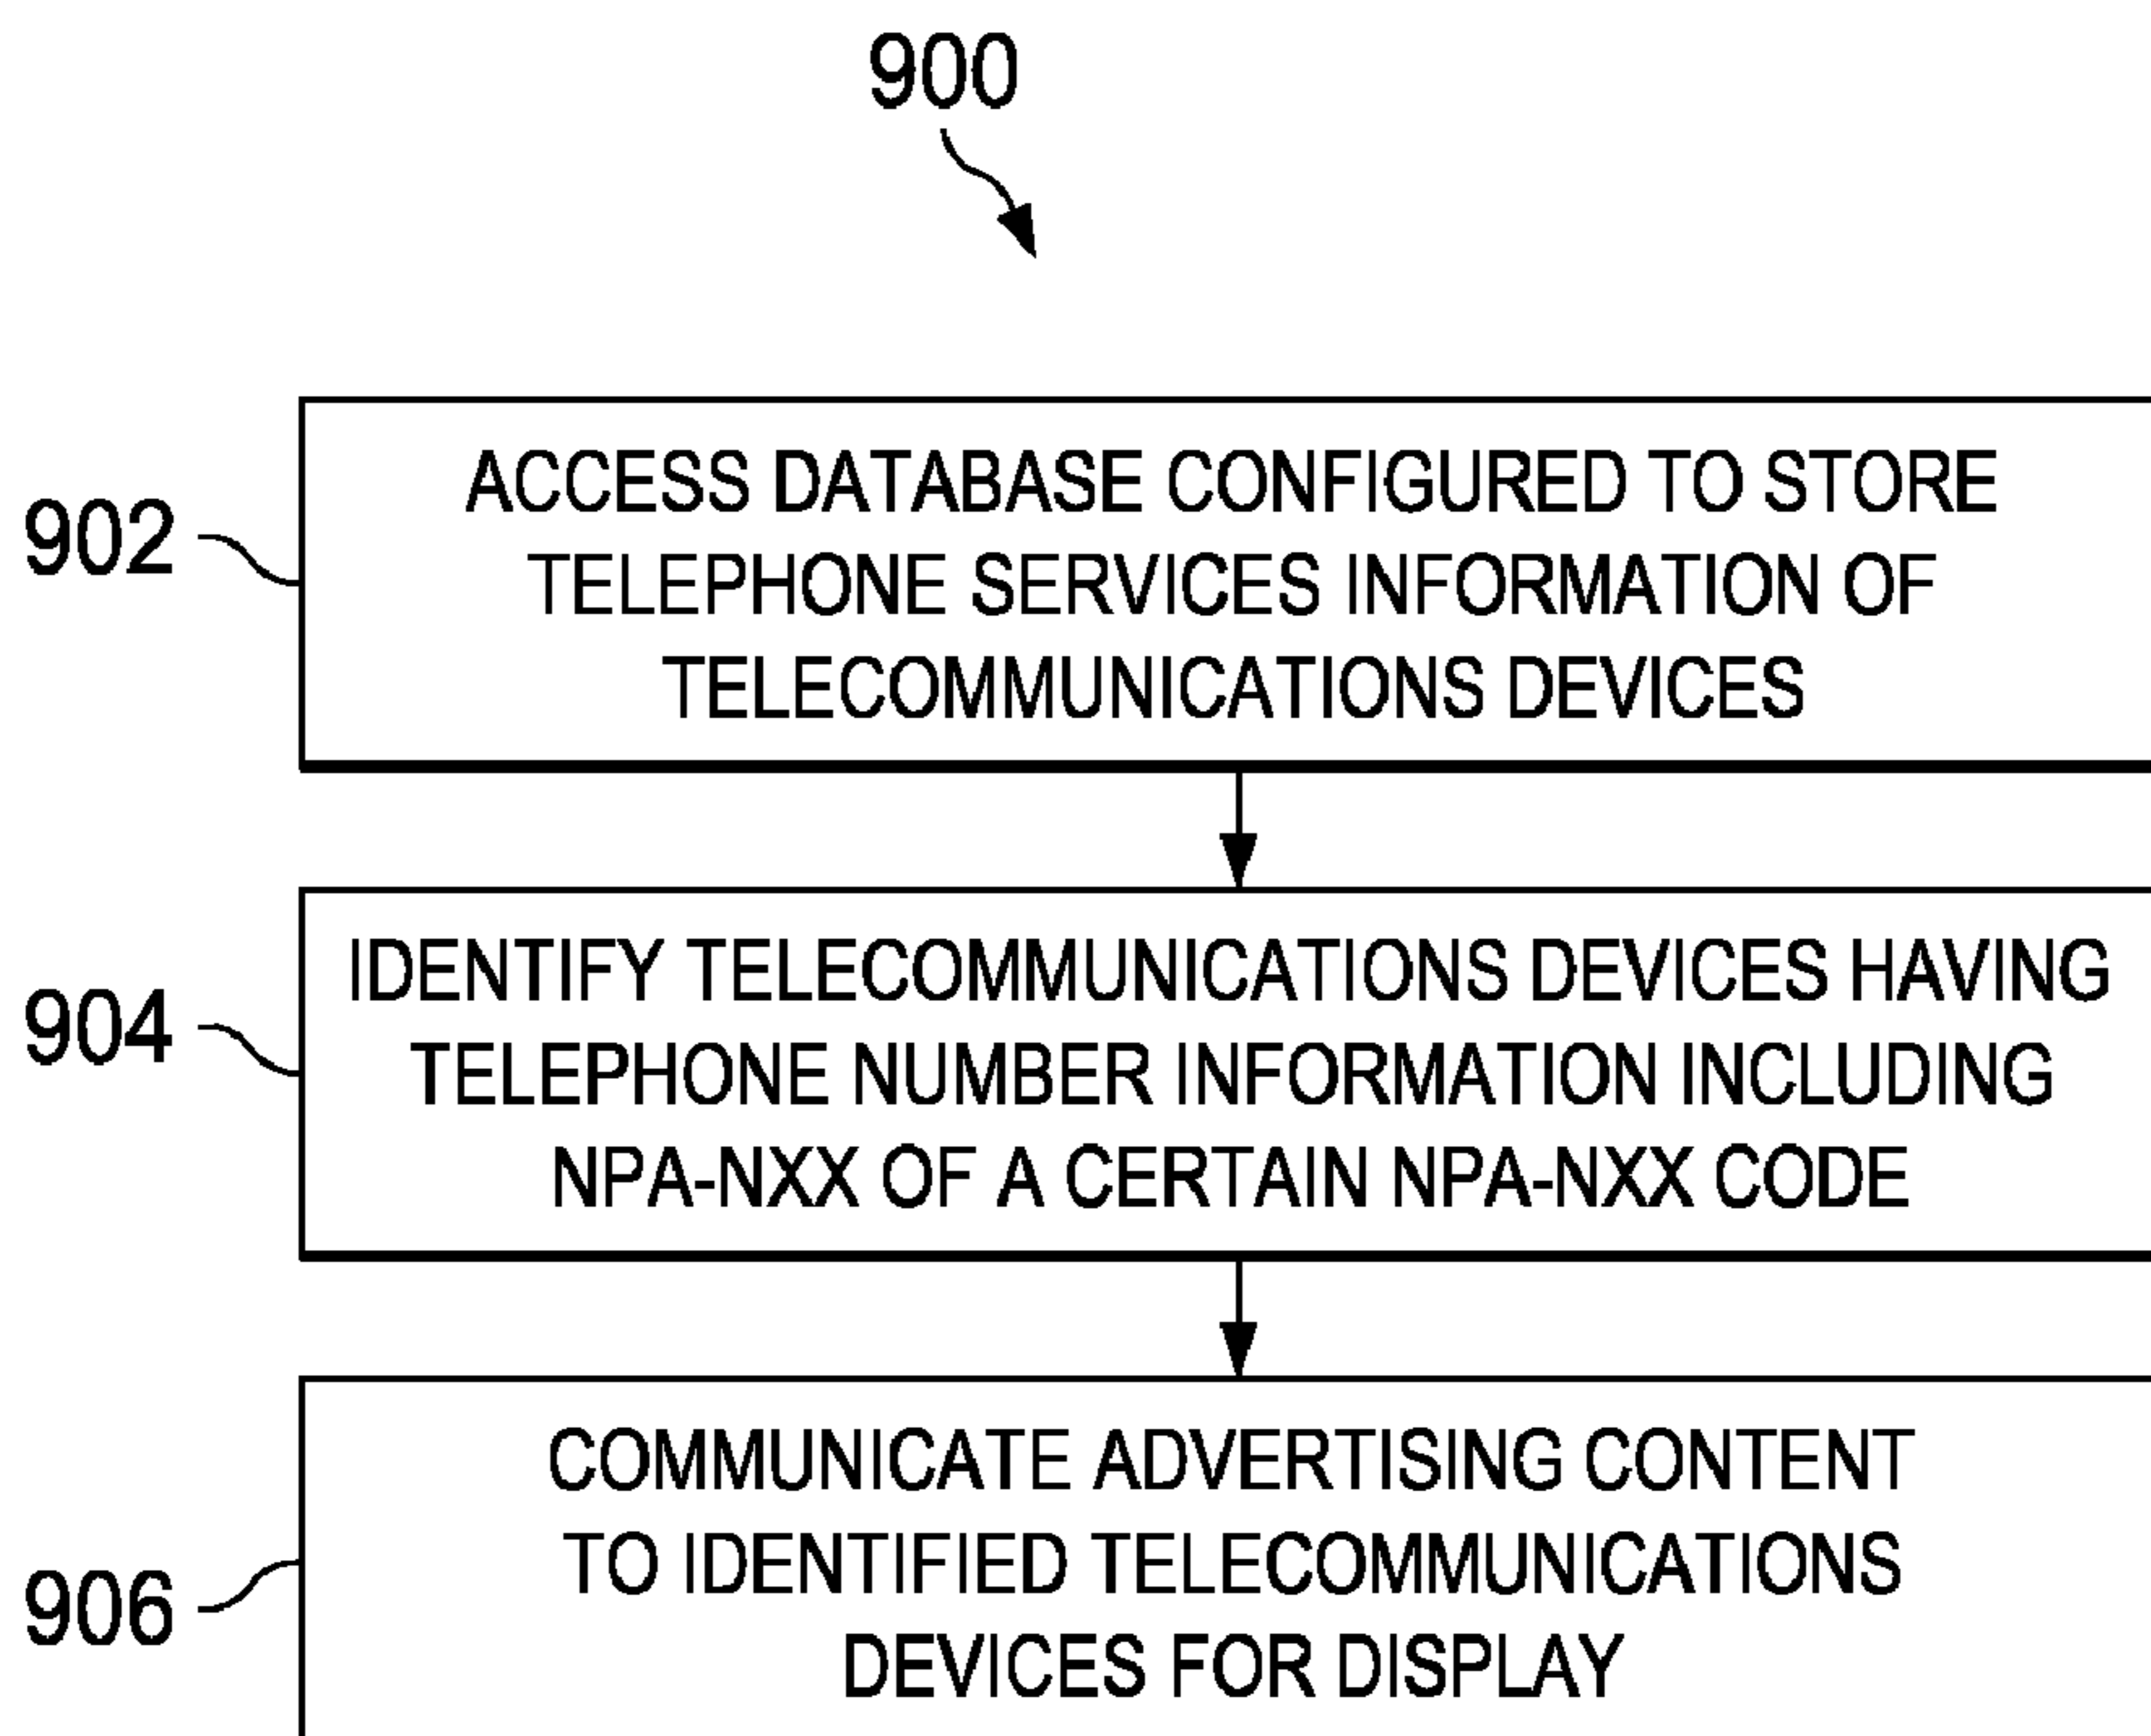 900
902
ACCESS DATABASE CONFIGURED TO STORE
TELEPHONE SERVICES INFORMATION OF
TELECOMMUNICATIONS DEVICES
904
IDENTIFY TELECOMMUNICATIONS DEVICES HAVING
TELEPHONE NUMBER INFORMATION INCLUDING
NPA-NXX OF A CERTAIN NPA-NXX CODE
906
COMMUNICATE ADVERTISING CONTENT
TO IDENTIFIED TELECOMMUNICATIONS
DEVICES FOR DISPLAY